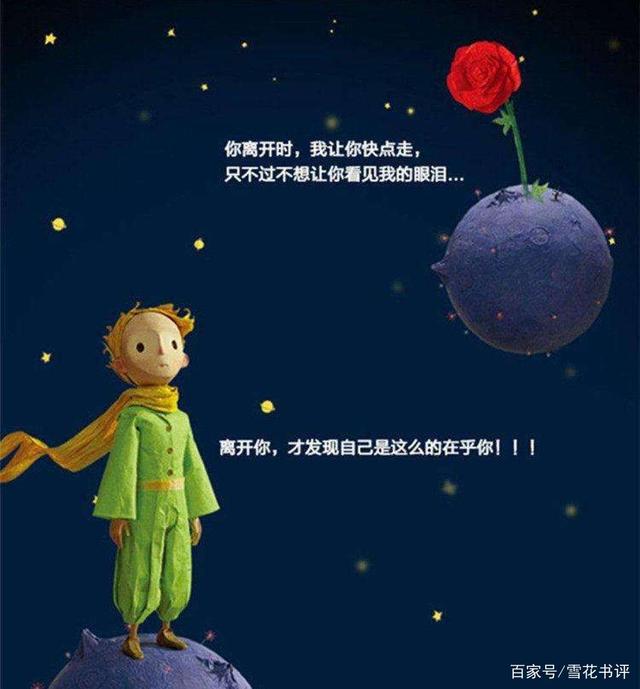 你离开时，我让你快点走，
只不过不想让你看见我的眼泪...
离开你，才发现自己是这么的在乎你！！！
百家号/雪花书评